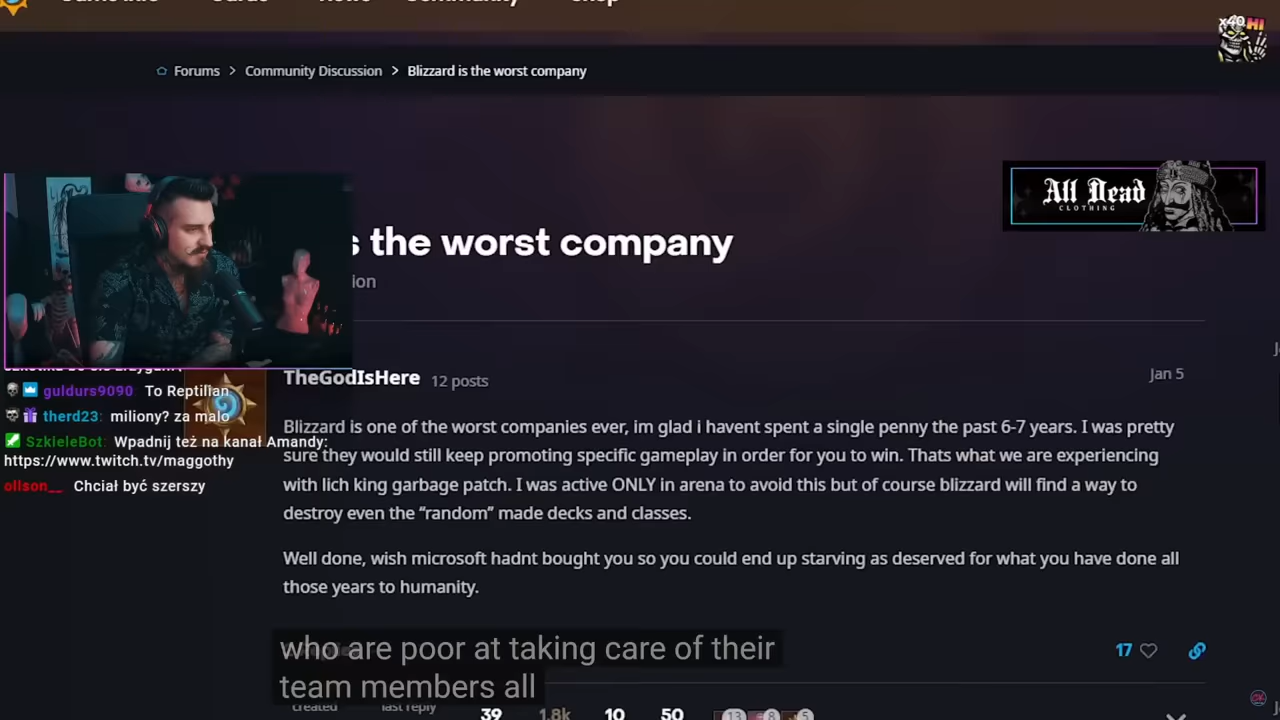 x40 HI
Forums > Community Discussion > Blizzard is the worst company
All Dead
CLOTHING
the worst company
ion
TheGodIsHere 12 posts
Jan 5
guldurs9090: To Reptilian
therd23: miliony? za malo
SzkieleBot: Wpadnij też na kanał Amandy:
https://www.twitch.tv/maggothy
ollson__ Chciał być szerszy
Blizzard is one of the worst companies ever, im glad i havent spent a single penny the past 6-7 years. I was pretty
sure they would still keep promoting specific gameplay in order for you to win. Thats what we are experiencing
with lich king garbage patch. I was active ONLY in arena to avoid this but of course blizzard will find a way to
destroy even the “random” made decks and classes.
Well done, wish microsoft hadnt bought you so you could end up starving as deserved for what you have done all
those years to humanity.
17
who are poor at taking care of their
team members all
created last reply
39 1.8k 10 50 13 8 5